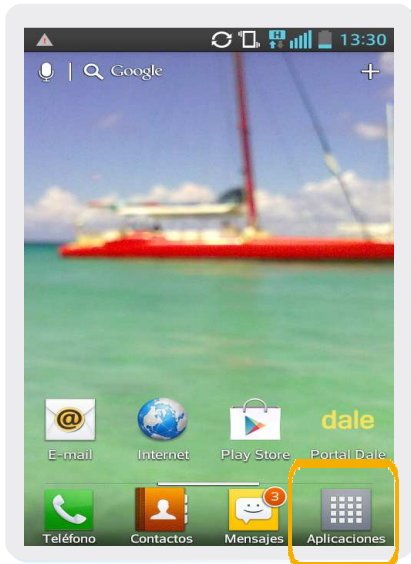 13:30
Google
@
dale
E-mail Internet Play Store Portal Dale
3
Teléfono Contactos Mensajes Aplicaciones